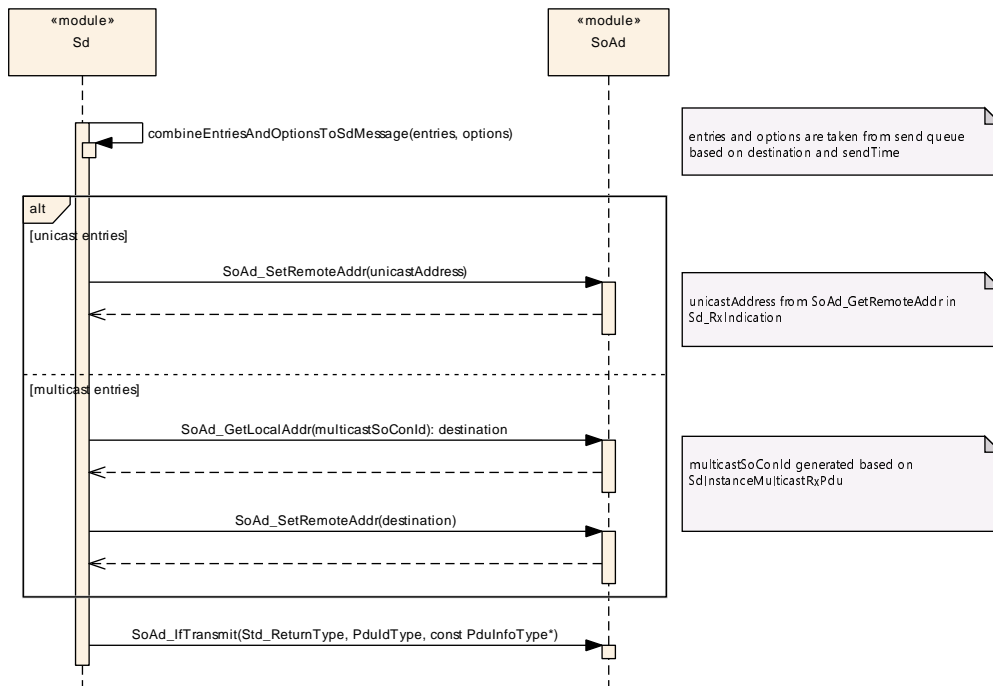 «module»
Sd
«module»
SoAd
combineEntriesAndOptionsToSdMessage(entries, options)
entries and options are taken from send queue
based on destination and sendTime
alt
[unicast entries]
SoAd_SetRemoteAddr(unicastAddress)
unicastAddress from SoAd_GetRemoteAddr in
Sd_RxIndication
[multicast entries]
SoAd_GetLocalAddr(multicastSoConId): destination
multicastSoConId generated based on
SdInstanceMulticastRxPdu
SoAd_SetRemoteAddr(destination)
SoAd_IfTransmit(Std_ReturnType, PduIdType, const PduInfoType*)